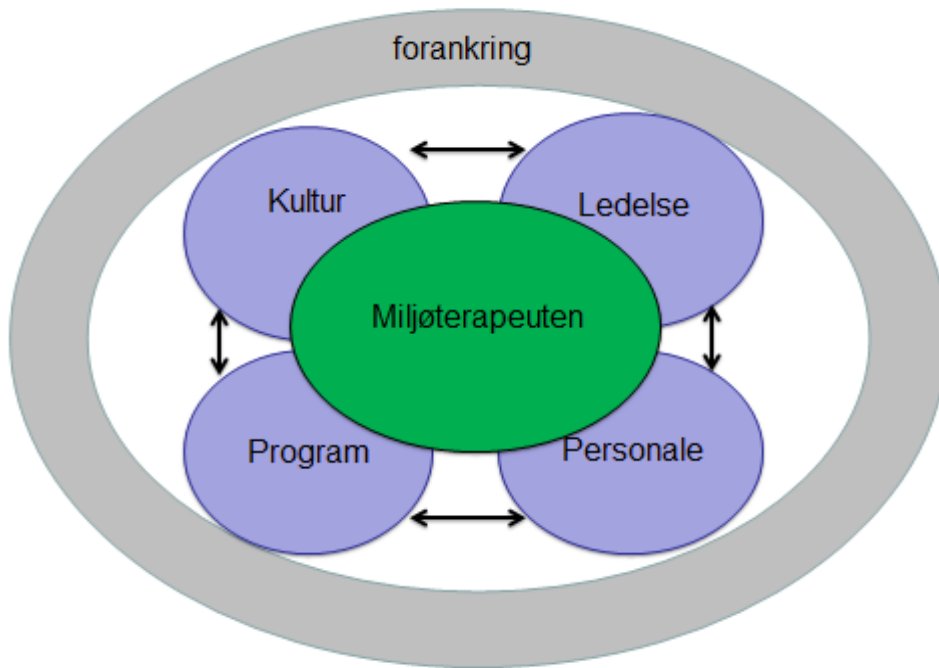 forankring
Kultur
Ledelse
Miljøterapeuten
Program
Personale